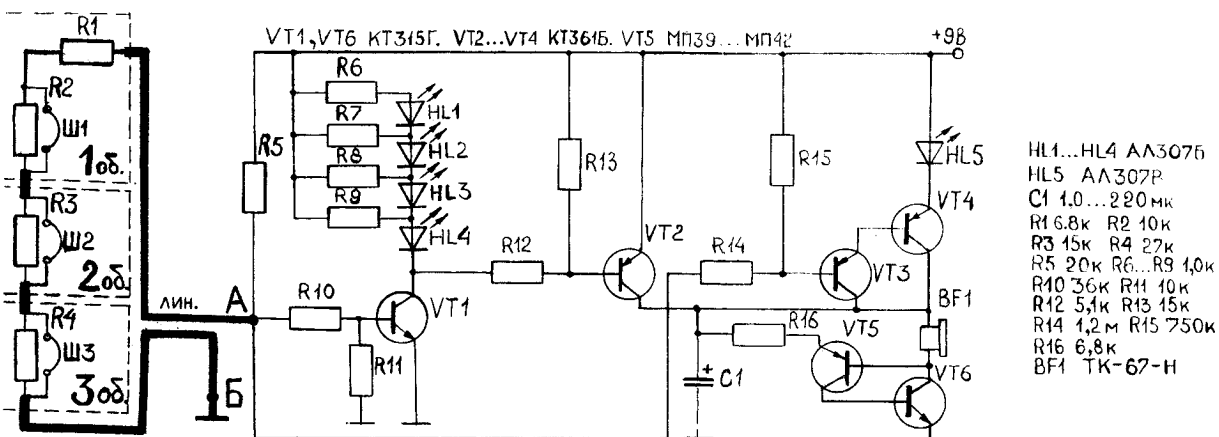 VT1,VT6 КТ315Г. VT2...VT4 КТ361Б. VT5 МП39...МП42
+9В
R1
R2
Ш1
1об.
R3
Ш2
2об.
R4
Ш3
3об.
лин.
А
Б
R5
R6
R7
R8
R9
HL1
HL2
HL3
HL4
R10
R11
VT1
R12
R13
VT2
R14
R15
VT3
HL5
VT4
BF1
R16
VT5
VT6
C1
+
HL1...HL4 АЛ307Б
HL5 АЛ307В
C1 1,0...220мк
R1 6.8к R2 10к
R3 15к R4 27к
R5 20к R6...R9 1,0к
R10 36к R11 10к
R12 5,1к R13 15к
R14 1,2м R15 750к
R16 6,8к
BF1 ТК-67-Н